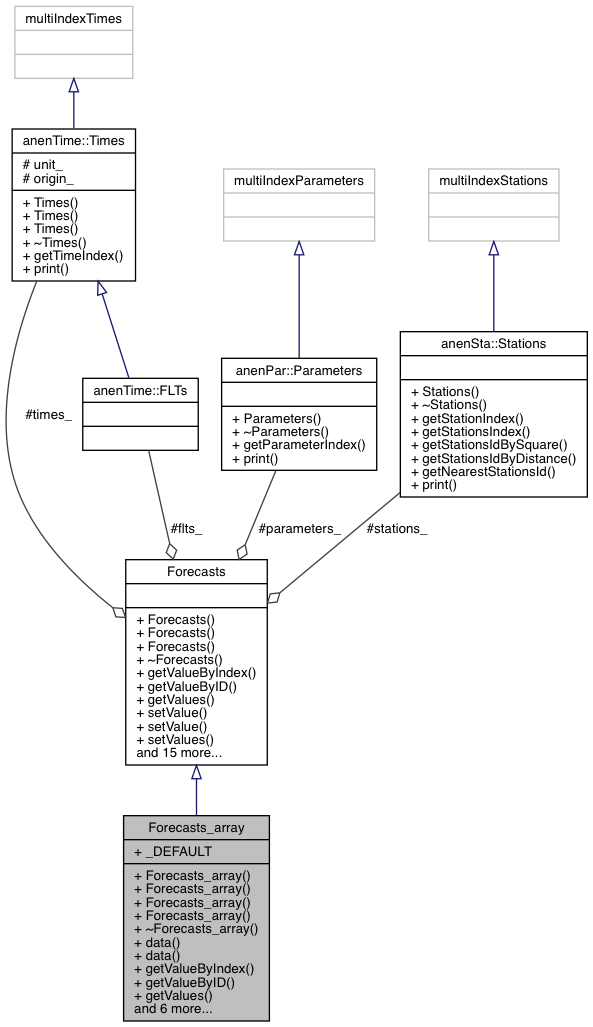 multiIndexTimes
anenTime::Times
# unit_
# origin_
+ Times()
+ Times()
+ Times()
+ ~Times()
+ getTimeIndex()
+ print()
multiIndexParameters
multiIndexStations
anenTime::FLTs
anenPar::Parameters
+ Parameters()
+ ~Parameters()
+ getParameterIndex()
+ print()
anenSta::Stations
+ Stations()
+ ~Stations()
+ getStationIndex()
+ getStationsIndex()
+ getStationsIdBySquare()
+ getStationsIdByDistance()
+ getNearestStationsId()
+ print()
#times_
#flts_
#parameters_
#stations_
Forecasts
+ Forecasts()
+ Forecasts()
+ Forecasts()
+ ~Forecasts()
+ getValueByIndex()
+ getValueByID()
+ getValues()
+ setValue()
+ setValue()
+ setValues()
and 15 more...
Forecasts_array
+ _DEFAULT
+ Forecasts_array()
+ Forecasts_array()
+ Forecasts_array()
+ Forecasts_array()
+ ~Forecasts_array()
+ data()
+ data()
+ getValueByIndex()
+ getValueByID()
+ getValues()
and 6 more...